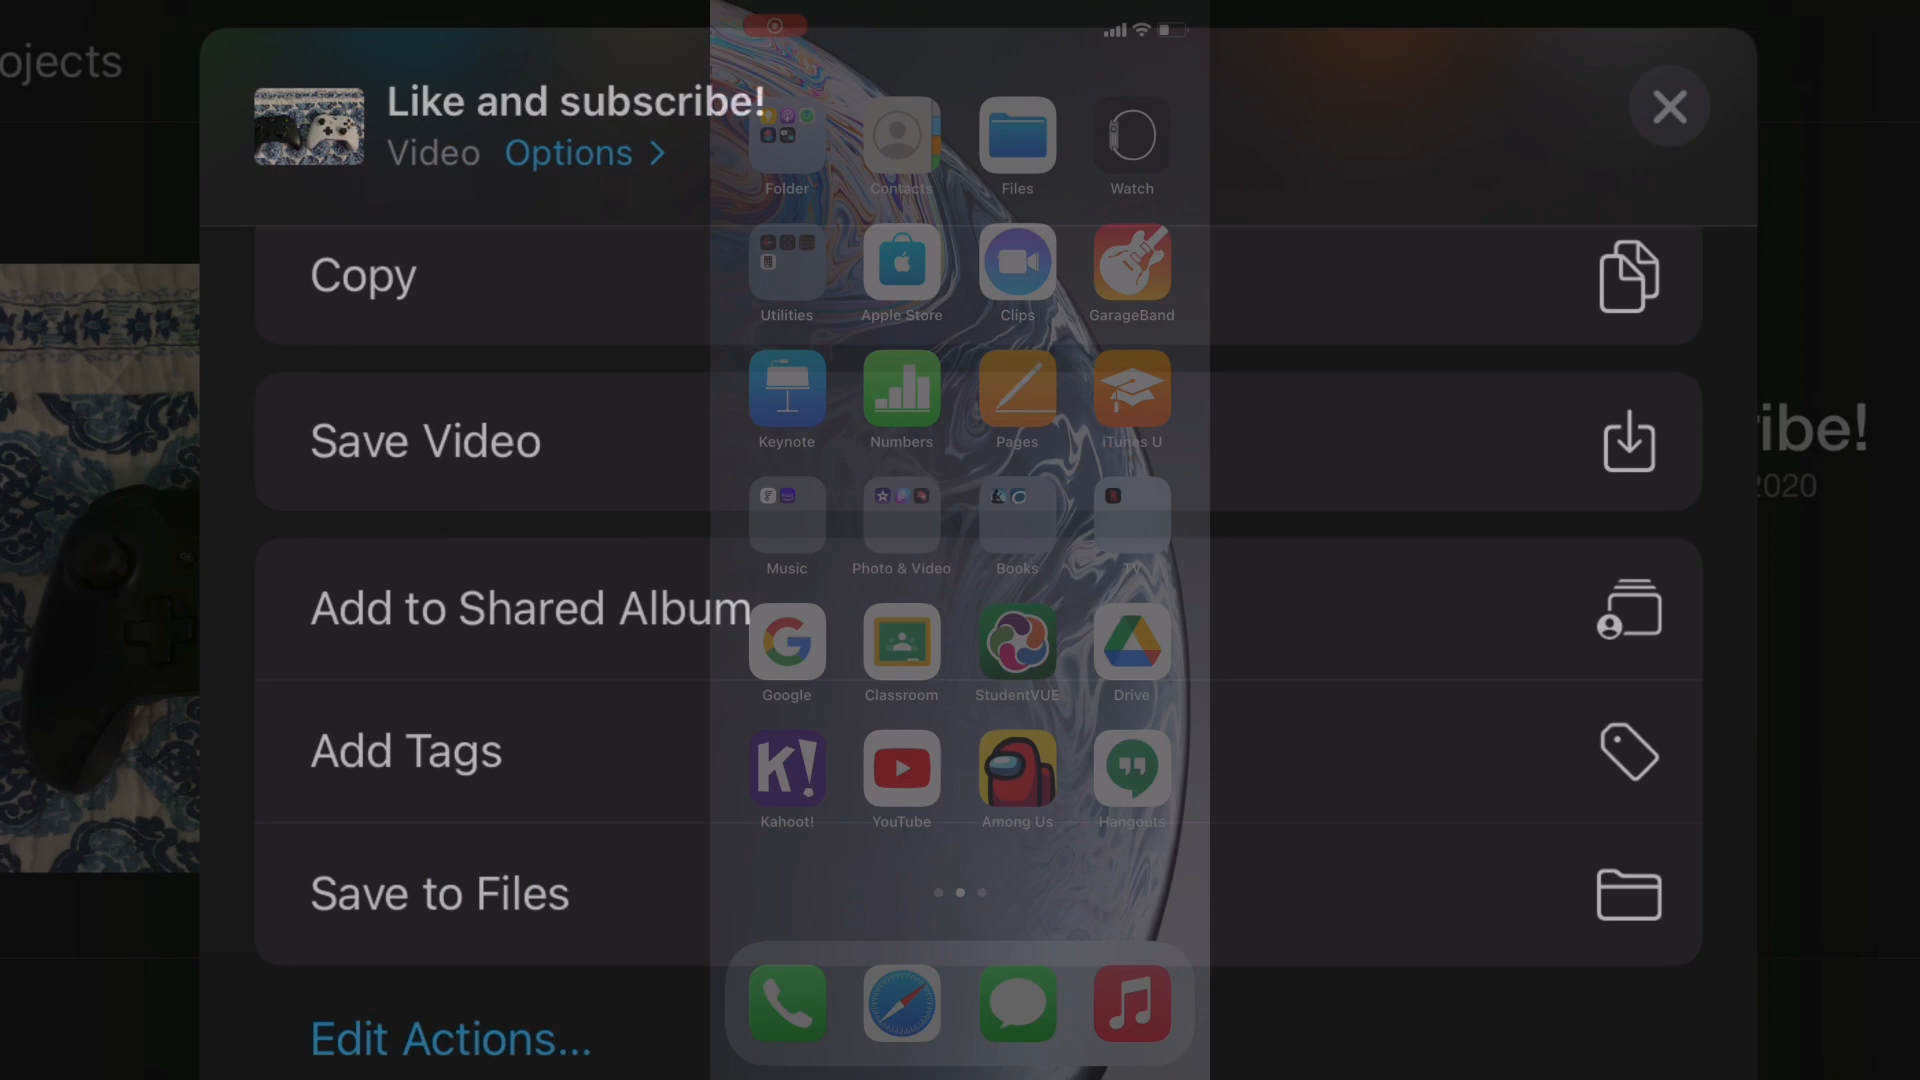 ojects
Like and subscribe!
Video Options >
Copy
Save Video
Add to Shared Album
Add Tags
Save to Files
Edit Actions...
ibe!
2020
Folder Contacts Files Watch
Utilities Apple Store Clips GarageBand
Keynote Numbers Pages iTunes U
Music Photo & Video Books TV
Google Classroom StudentVUE Drive
K!
Kahoot! YouTube Among Us Hangouts